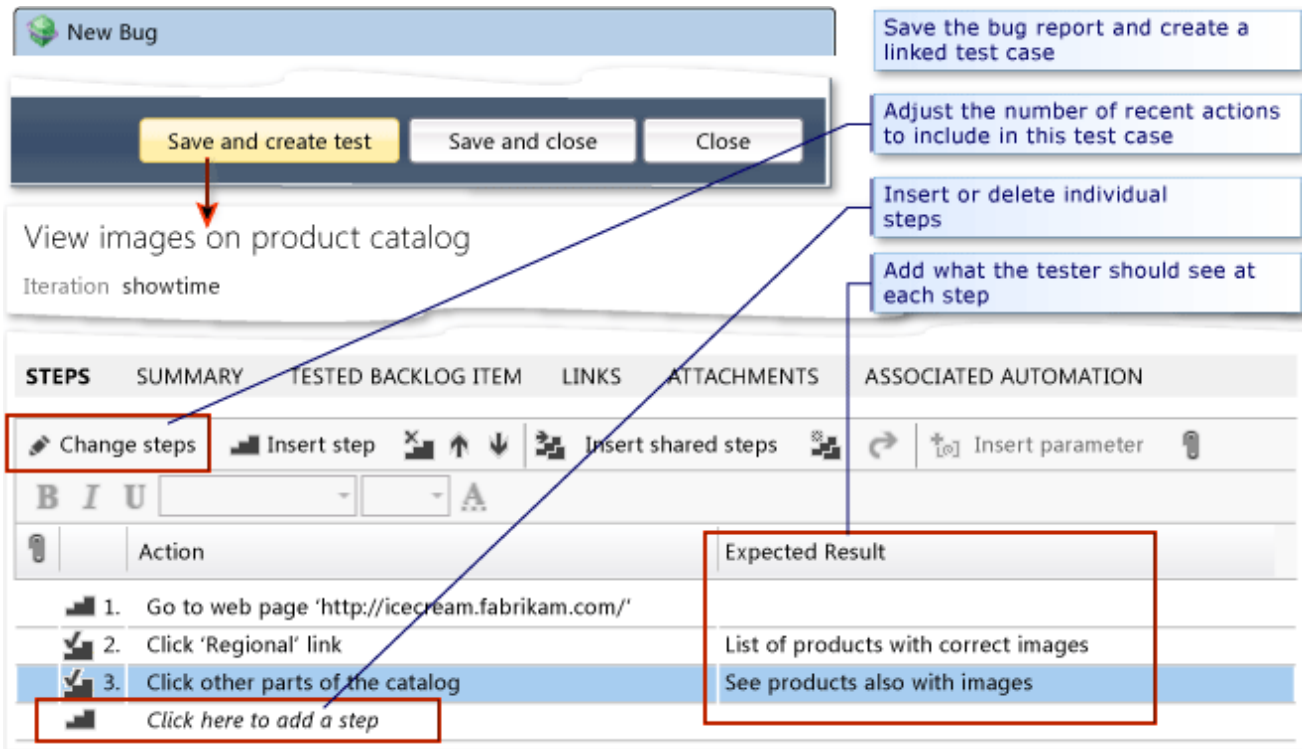 New Bug
Save the bug report and create a
linked test case
Adjust the number of recent actions
to include in this test case
Save and create test
Save and close
Close
Insert or delete individual
steps
View images on product catalog
Add what the tester should see at
each step
Iteration showtime
STEPS SUMMARY TESTED BACKLOG ITEM LINKS ATTACHMENTS ASSOCIATED AUTOMATION
Change steps Insert step Insert shared steps Insert parameter
B I U A
Action Expected Result
1. Go to web page ‘http://icecream.fabrikam.com/’
2. Click ‘Regional’ link List of products with correct images
3. Click other parts of the catalog See products also with images
Click here to add a step